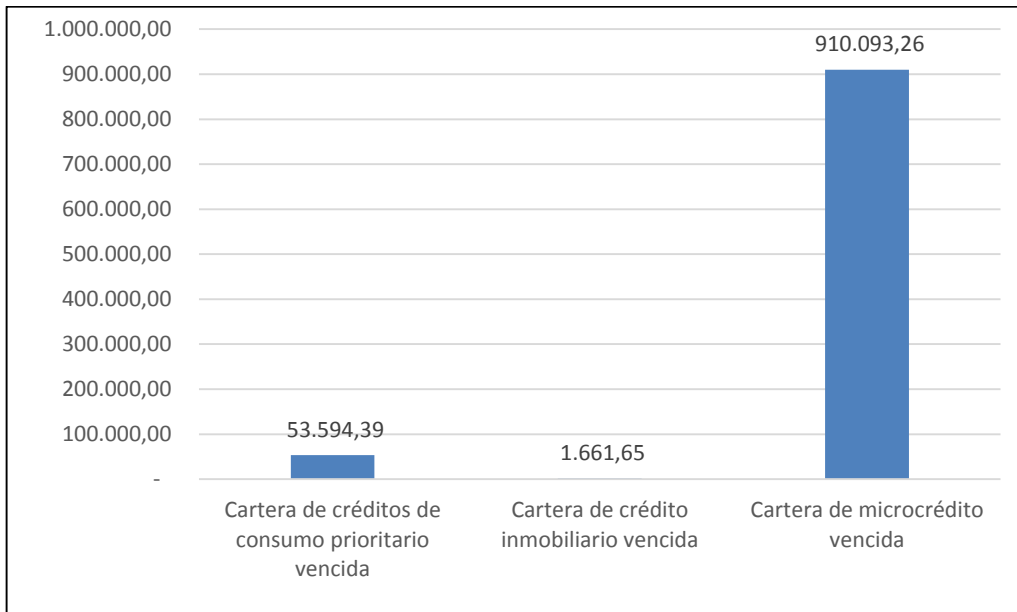 1.000.000,00
900.000,00
800.000,00
700.000,00
600.000,00
500.000,00
400.000,00
300.000,00
200.000,00
100.000,00
-
53.594,39
1.661,65
910.093,26
Cartera de créditos de
consumo prioritario
vencida
Cartera de crédito
inmobiliario vencida
Cartera de microcrédito
vencida